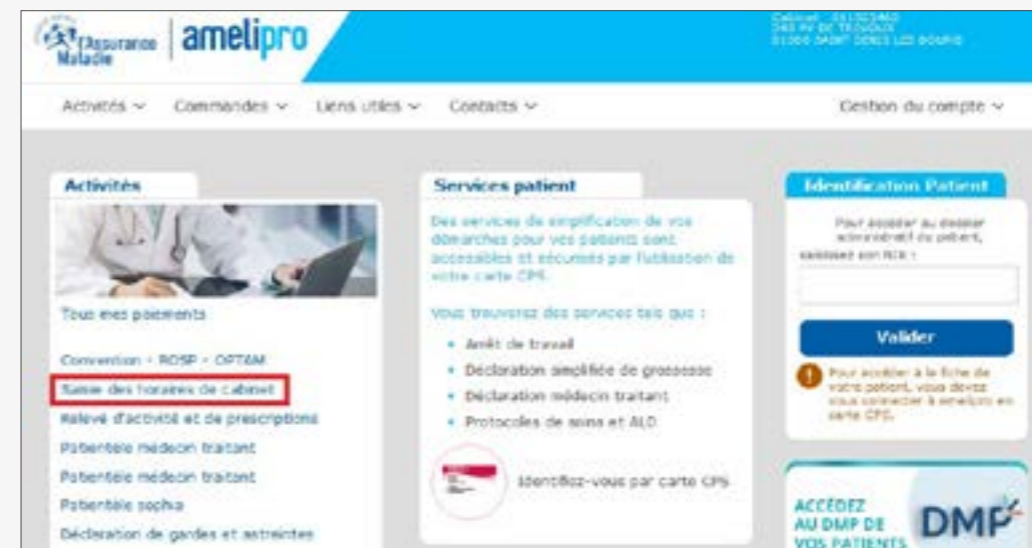 l'Assurance
Maladie
amelipro
Activités
Commandes
Liens utiles
Contacts
Gestion du compte
Activités
Tous mes paiements
Convention - ROSP - OPTAM
Saisie des horaires de cabinet
Relevé d'activité et de prescriptions
Patientèle médecin traitant
Patientèle médecin traitant
Patientèle sophia
Déclaration de gardes et astreintes
Services patient
Des services de simplification de vos
démarches pour vos patients sont
accessibles et sécurisés par l'utilisation de
votre carte CPS.
Vous trouverez des services tels que :
• Arrêt de travail
• Déclaration simplifiée de grossesse
• Déclaration médecin traitant
• Protocoles de soins et ALD
Identifiez-vous par carte CPS
Identification Patient
Pour accéder au dossier
administratif du patient,
saisissez son NIR :
Valider
Pour accéder à la fiche de
votre patient, vous devez
vous connecter à amelipro en
carte CPS.
ACCÉDEZ
AU DMP DE
VOS PATIENTS
DMP